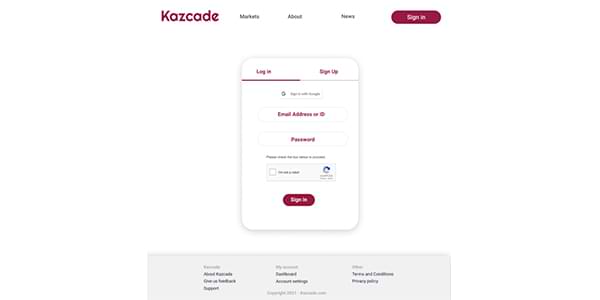 Kazcade
Markets
About
News
Sign in
Log in
Sign Up
Sign in with Google
Email Address or ID
Password
Please check the box below to proceed.
I'm not a robot
Sign in
Kazcade
My account
Other
About Kazcada
Dashboard
Terms and Conditions
Give us feedback
Account settings
Privacy policy
Support
Copyright 2021 - Kazcade.com